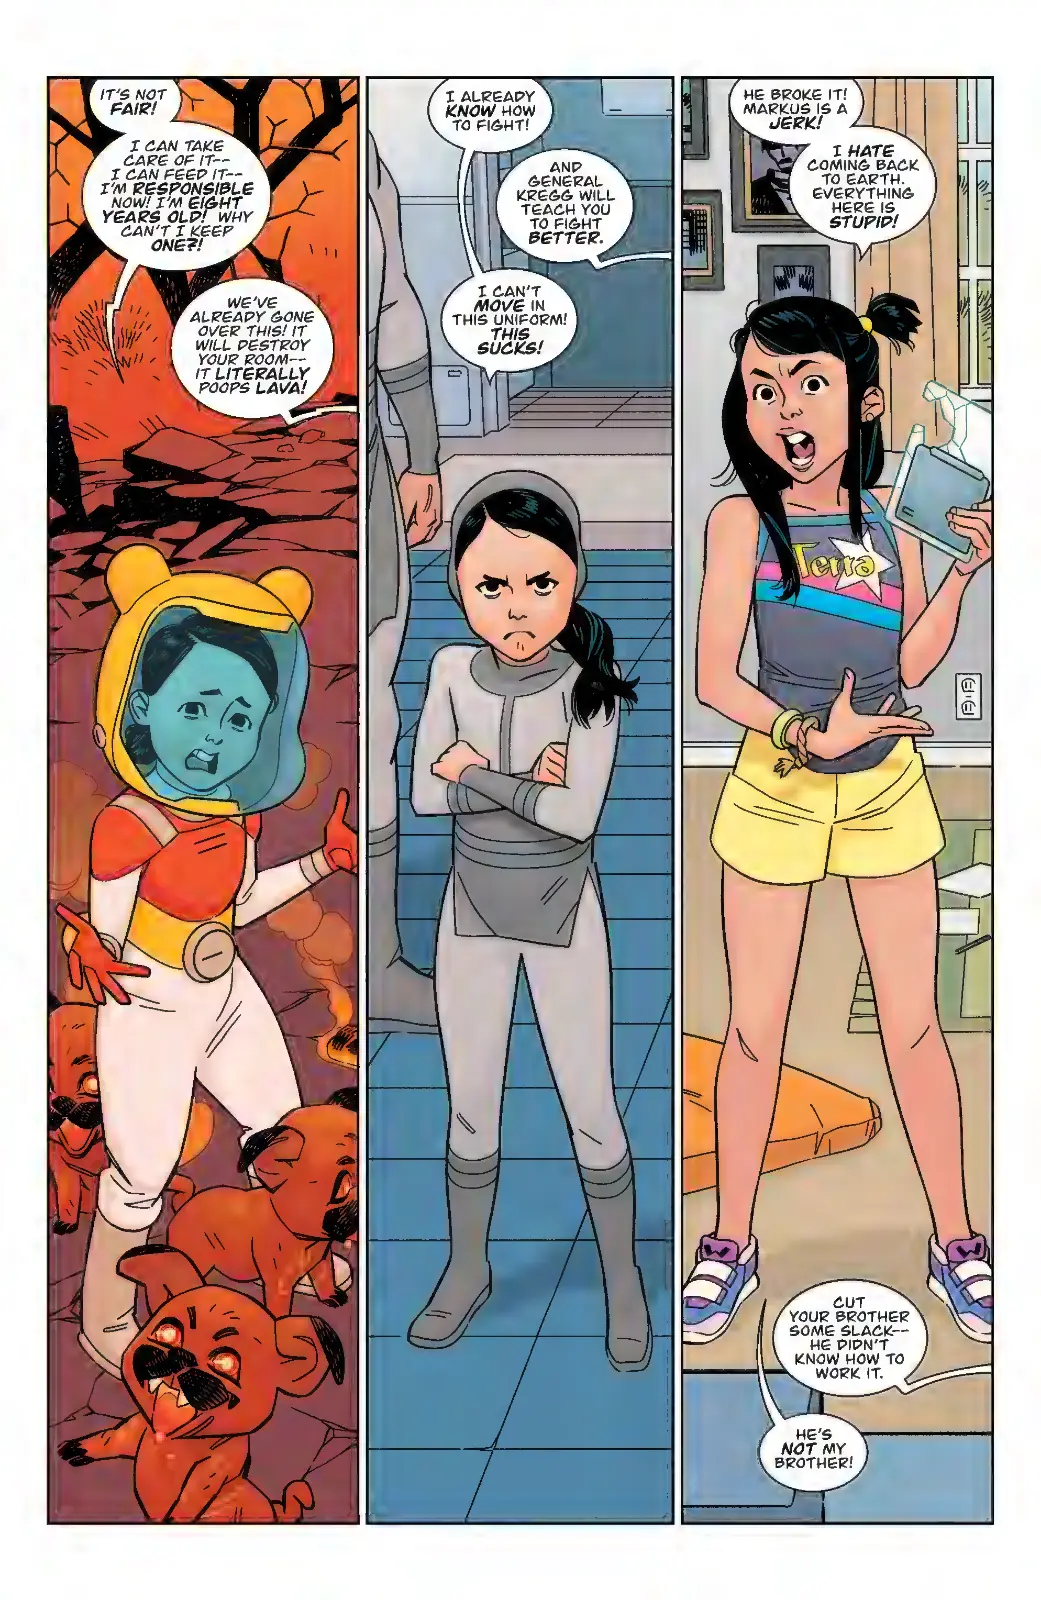 IT'S NOT
FAIR!
I CAN TAKE
CARE OF IT--
I CAN FEED IT--
I'M RESPONSIBLE
NOW! I'M EIGHT
YEARS OLD! WHY
CAN'T I KEEP
ONE?!
WE'VE
ALREADY GONE
OVER THIS! IT
WILL DESTROY
YOUR ROOM--
IT LITERALLY
POOPS LAVA!
I ALREADY
KNOW HOW
TO FIGHT!
AND
GENERAL
KREGG WILL
TEACH YOU
TO FIGHT
BETTER.
I CAN'T
MOVE IN
THIS UNIFORM!
THIS
SUCKS!
HE BROKE IT!
MARKUS IS A
JERK!
I HATE
COMING BACK
TO EARTH.
EVERYTHING
HERE IS
STUPID!
Terra
CUT
YOUR BROTHER
SOME SLACK--
HE DIDN'T
KNOW HOW TO
WORK IT.
HE'S
NOT MY
BROTHER!